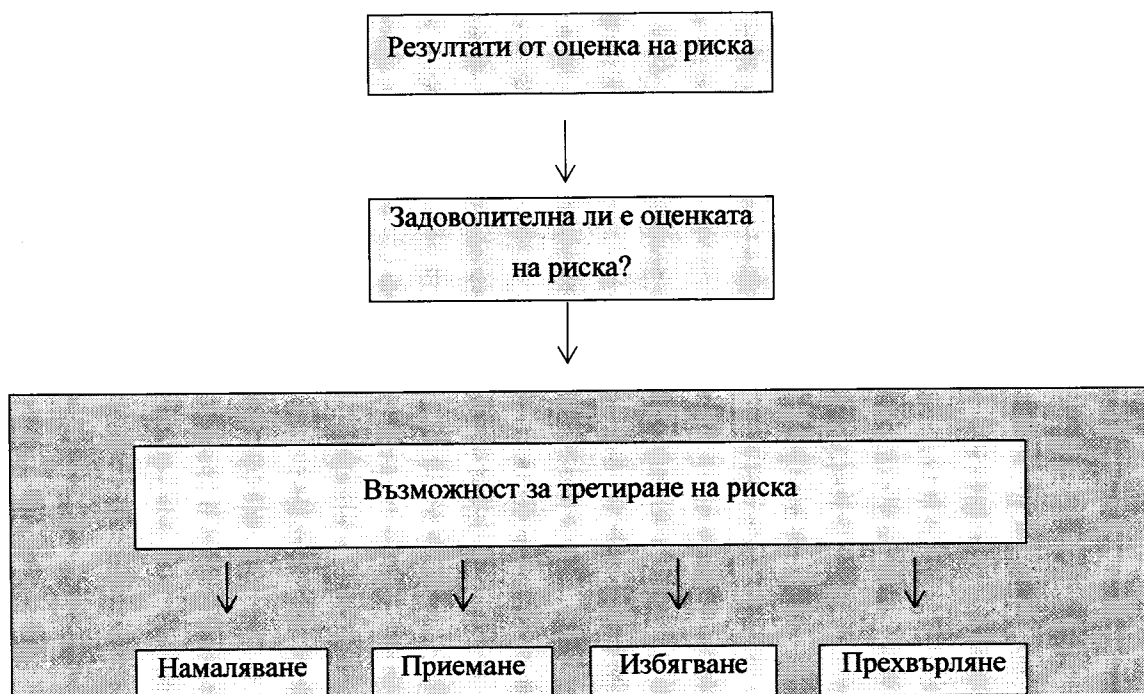 Резултати от оценка на риска
Задоволителна ли е оценката
на риска?
Възможност за третиране на риска
Намаляване
Приемане
Избягване
Прехвърляне